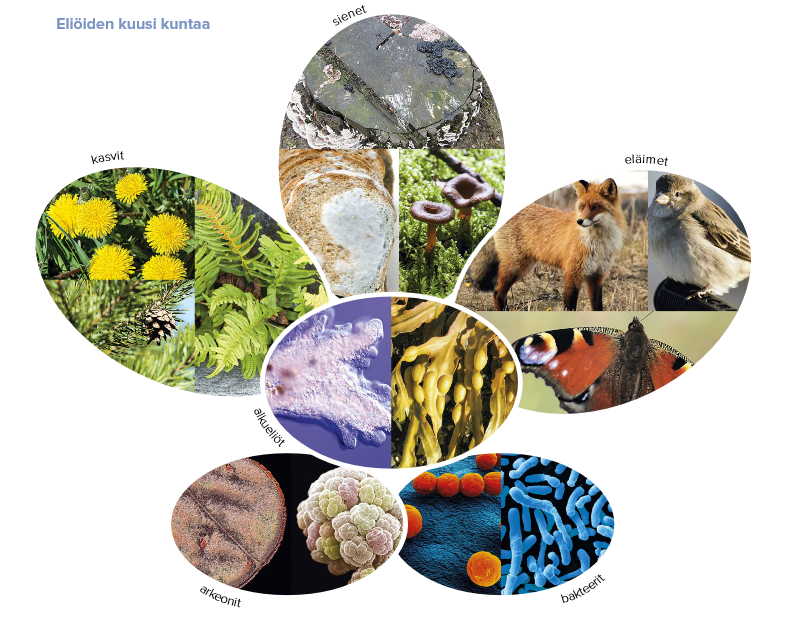 Eliöiden kuusi kuntaa
sienet
kasvit
eläimet
alkueliöt
arkeonit
bakteerit